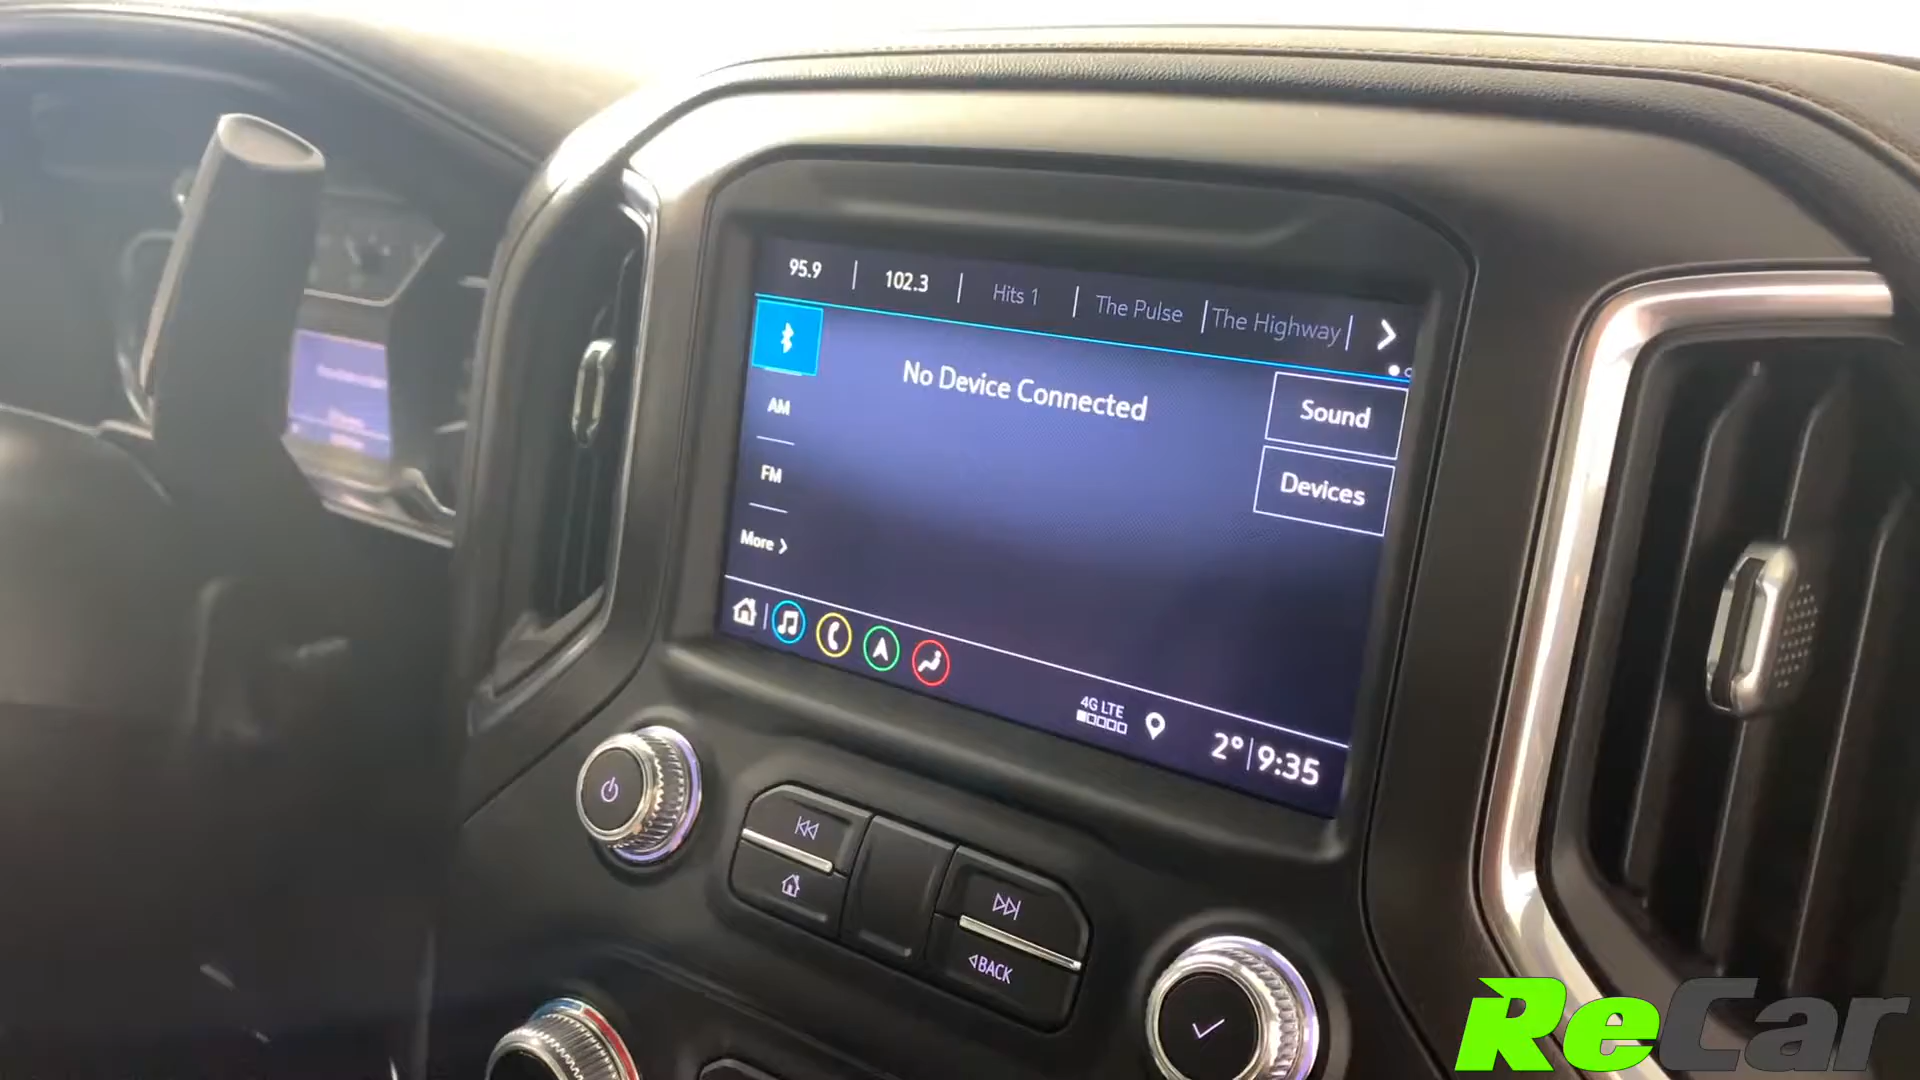 95.9 | 102.3 | Hits 1 | The Pulse | The Highway |
No Device Connected
AM
FM
More
Sound
Devices
4G LTE
2° | 9:35
BACK
ReCar